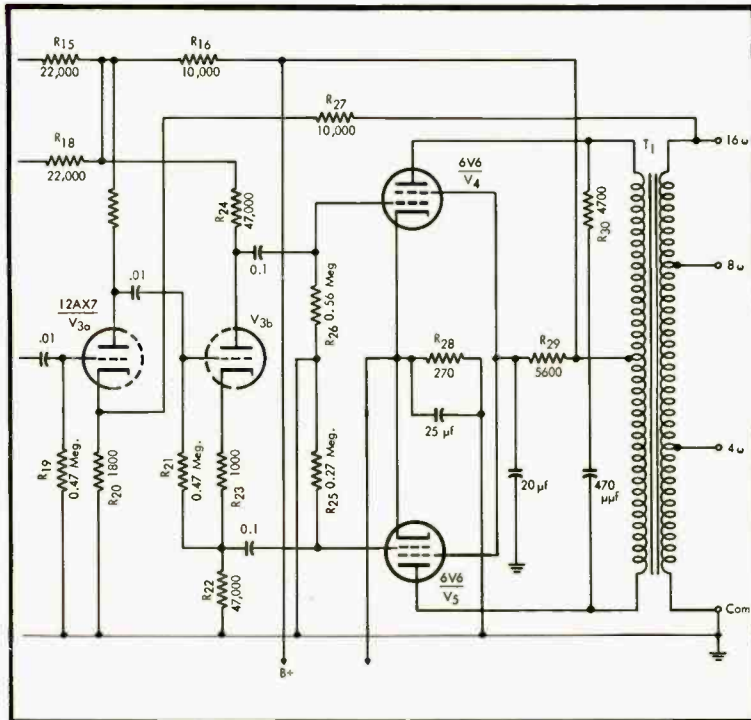 R15
22,000
R16
10,000
R27
10,000
16ω
R18
22,000
T1
6V6
V4
4700
R30
R24
47,000
8ω
.01
0.1
R26 0.56 Meg
12AX7
V3a
V3b
.01
R28
270
R29
5600
25 µf
4ω
R19
0.47 Meg.
R20 1800
R21
0.47 Meg.
1000
R23
R25 0.27 Meg.
20 µf
470
µµf
0.1
R22
47,000
6V6
V5
Com
B+